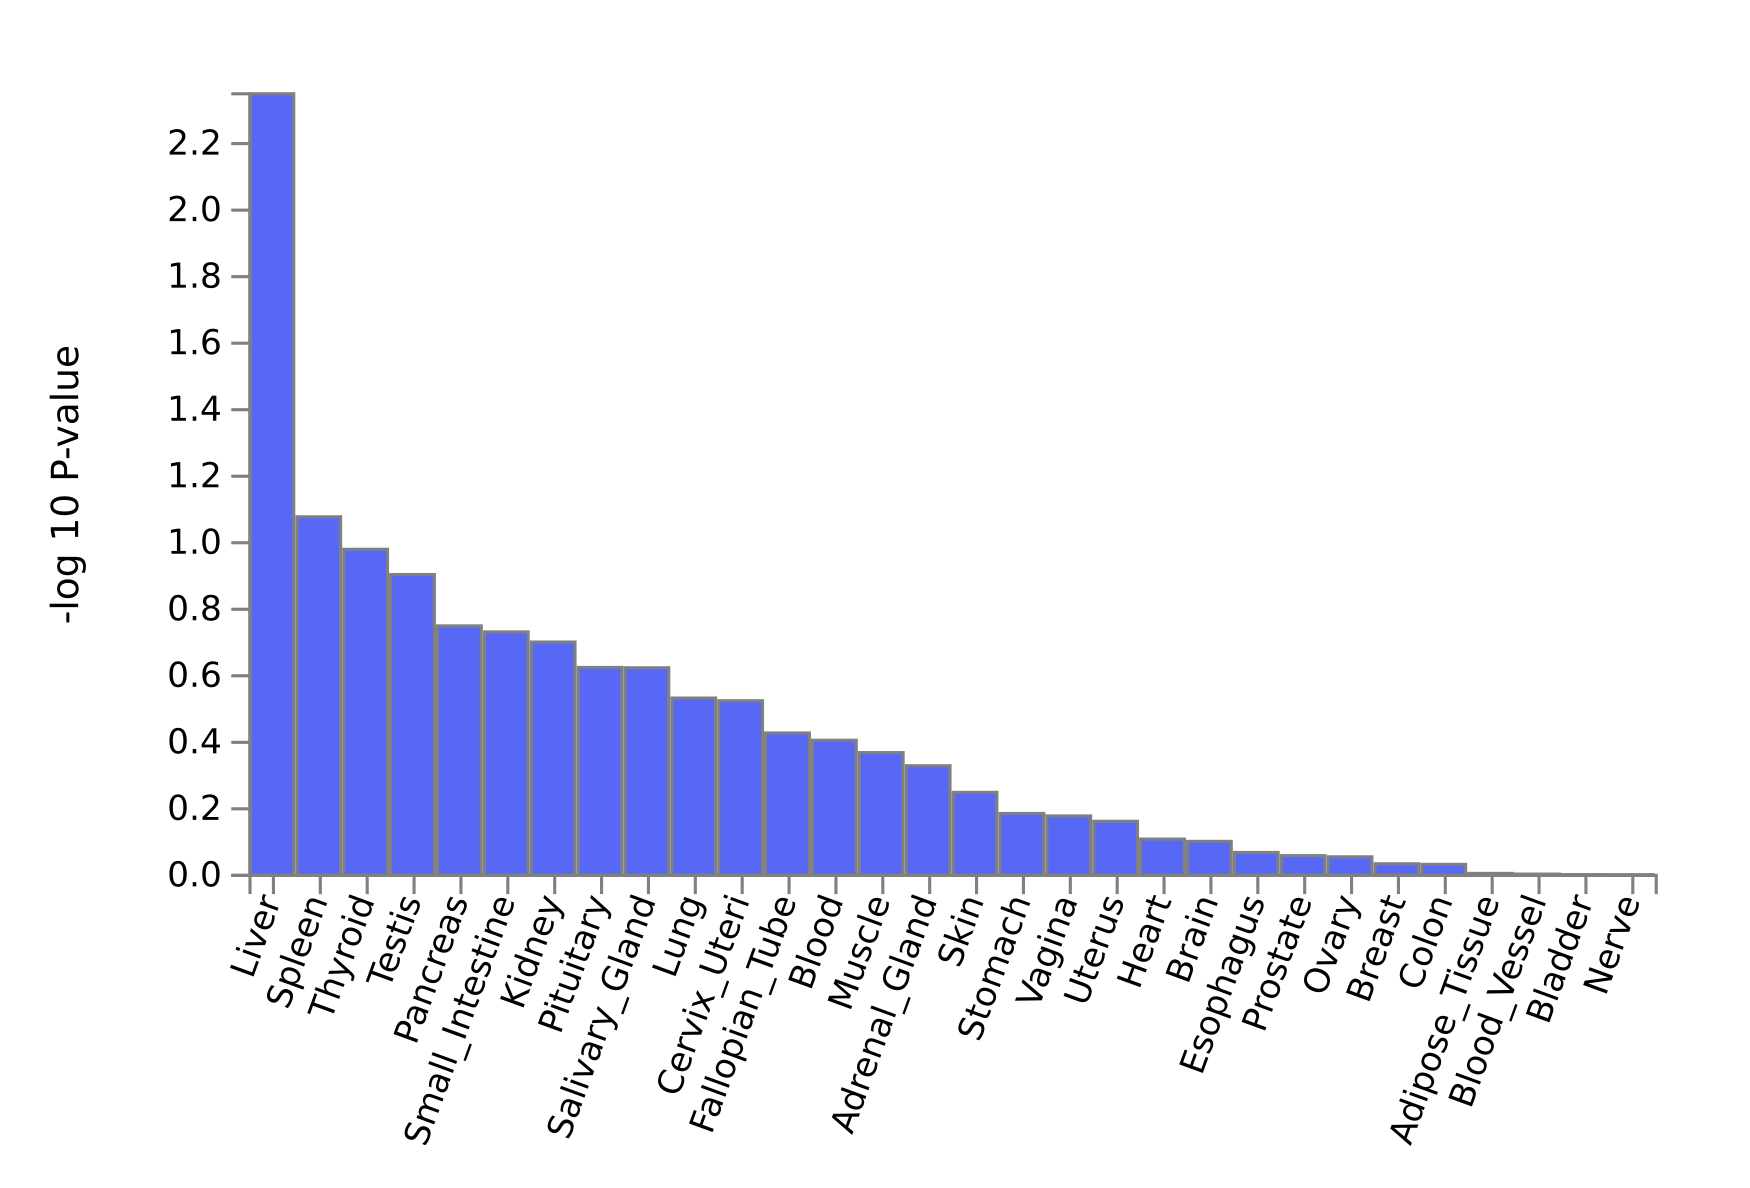 -log 10 P-value
2.2
2.0
1.8
1.6
1.4
1.2
1.0
0.8
0.6
0.4
0.2
0.0
Liver
Spleen
Thyroid
Testis
Pancreas
Small_Intestine
Kidney
Pituitary
Salivary_Gland
Lung
Cervix_Uteri
Fallopian_Tube
Blood
Muscle
Adrenal_Gland
Skin
Stomach
Vagina
Uterus
Heart
Brain
Esophagus
Prostate
Ovary
Breast
Colon
Adipose_Tissue
Blood_Vessel
Bladder
Nerve